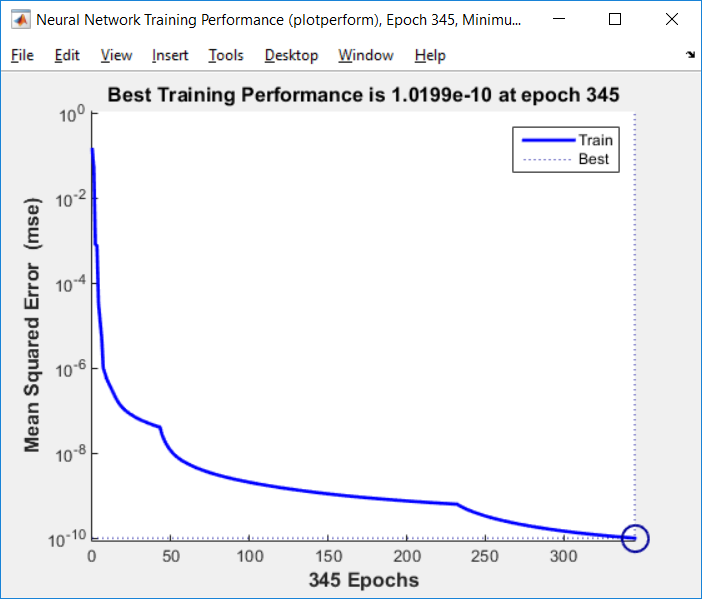 Neural Network Training Performance (plotperform), Epoch 345, Minimu...
File Edit View Insert Tools Desktop Window Help
Best Training Performance is 1.0199e-10 at epoch 345
Mean Squared Error (mse)
10^0
10^-2
10^-4
10^-6
10^-8
10^-10
Train
Best
0 50 100 150 200 250 300
345 Epochs